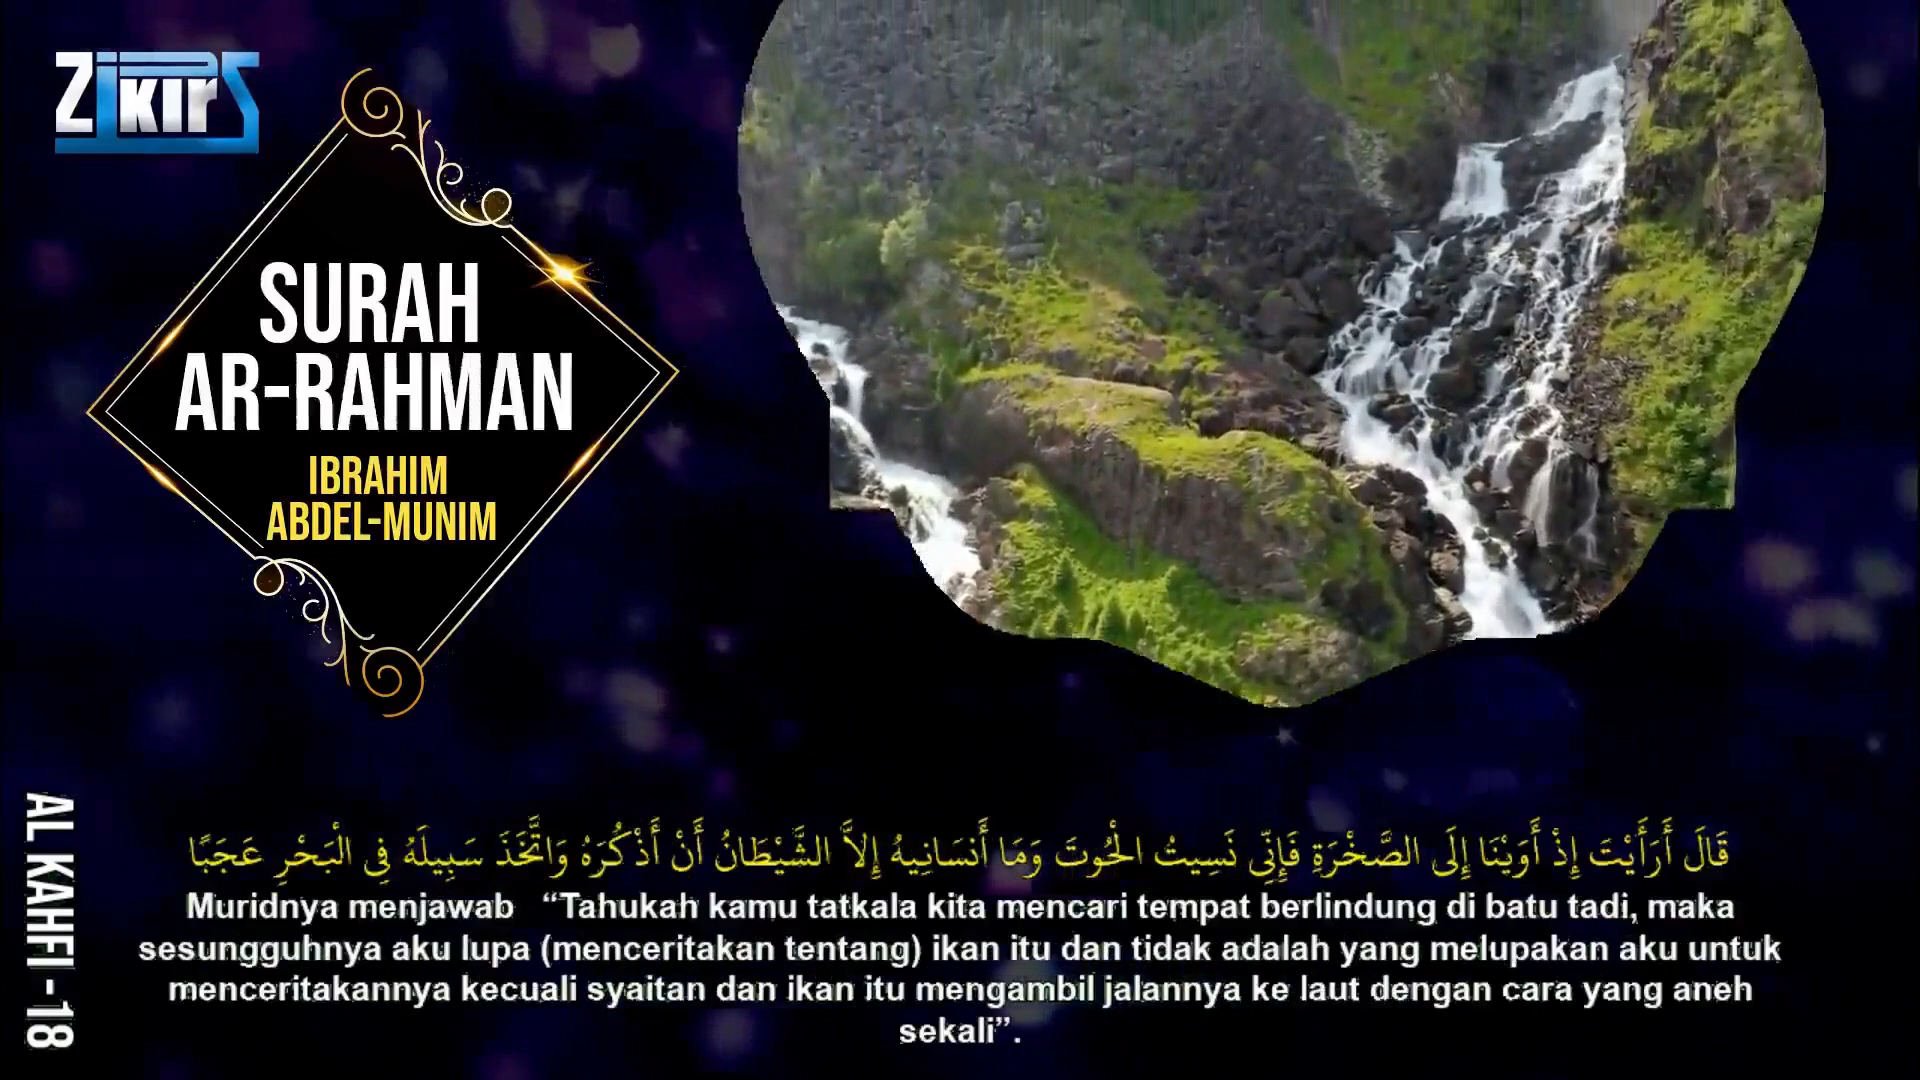 ZIKIR
SURAH
AR-RAHMAN
IBRAHIM
ABDEL-MUNIM
AL KAHFI - 18
قَالَ أَرَأَيْتَ إِذْ أَوَيْنَا إِلَى الصَّخْرَةِ فَإِنِّي نَسِيتُ الْحُوتَ وَمَا أَنسَانِيهُ إِلاَّ الشَّيْطَانُ أَنْ أَذْكُرَهُ وَاتَّخَذَ سَبِيلَهُ فِي الْبَحْرِ عَجَبًا
Muridnya menjawab “Tahukah kamu tatkala kita mencari tempat berlindung di batu tadi, maka
sesungguhnya aku lupa (menceritakan tentang) ikan itu dan tidak adalah yang melupakan aku untuk
menceritakannya kecuali syaitan dan ikan itu mengambil jalannya ke laut dengan cara yang aneh
sekali”.